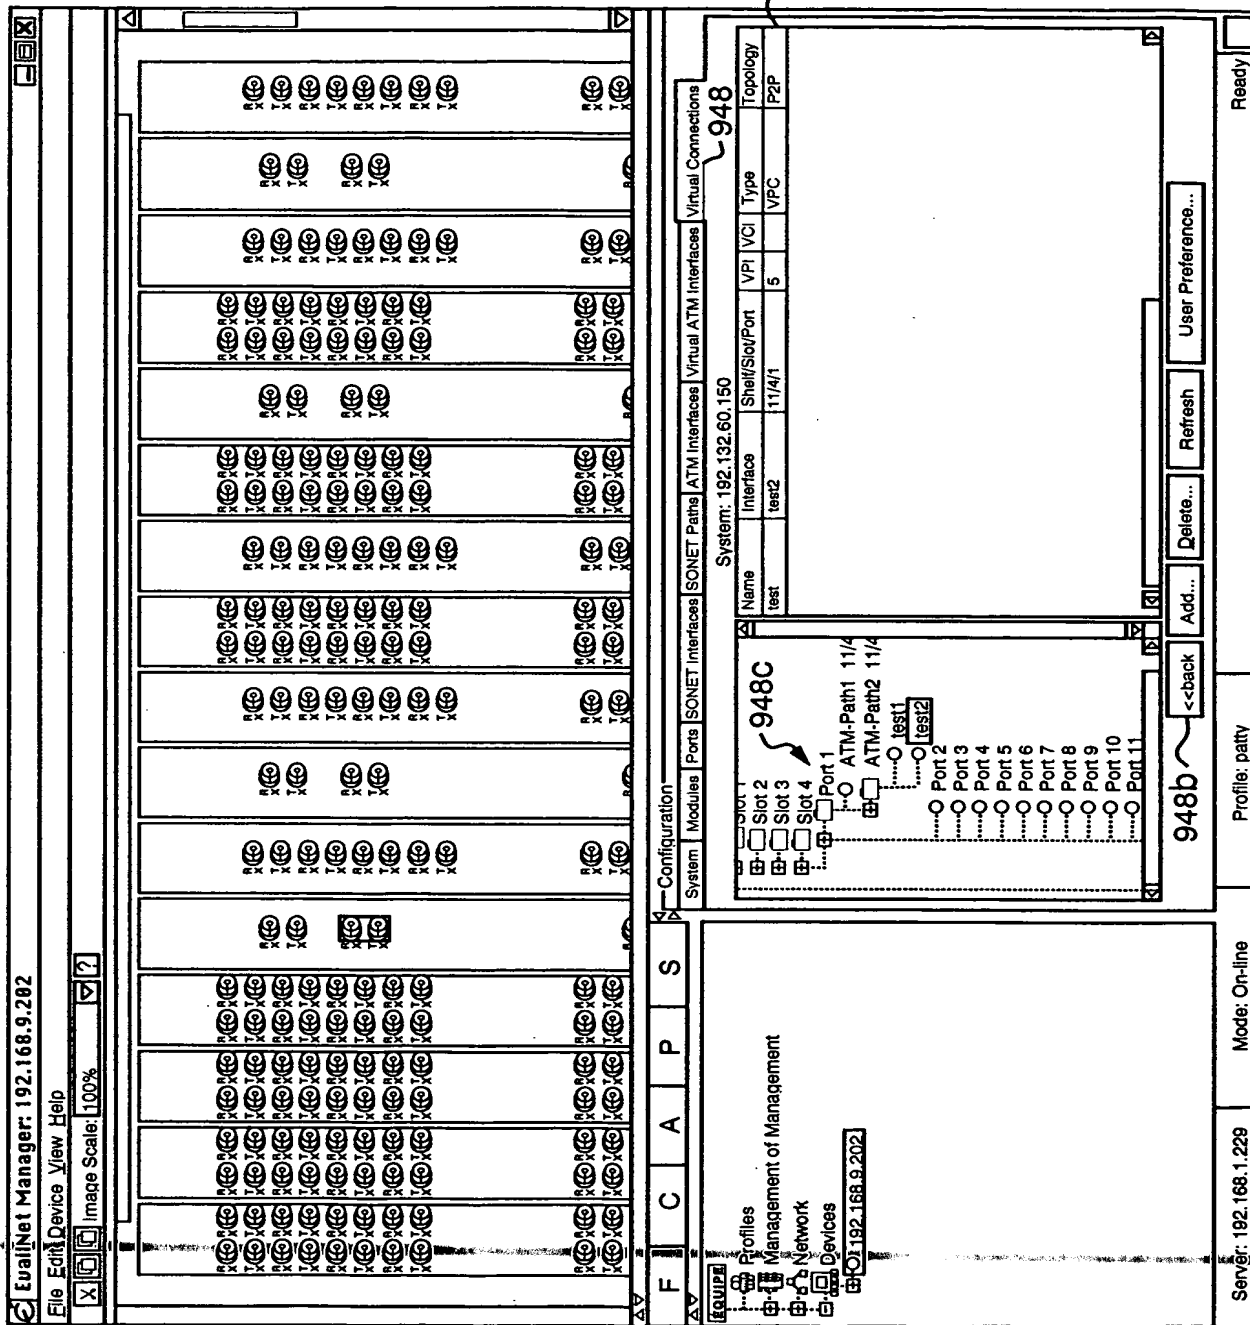 EualiNet Manager: 192.168.9.202
File Edit Device View Help
Image Scale: 100% ?
F C A P S
EQUIPE
Profiles
Management of Management
Network
Devices
192.168.9.202
Configuration
System Modules Ports SONET Interfaces SONET Paths ATM Interfaces Virtual ATM Interfaces Virtual Connections
948
System: 192.132.60.150
Slot 1
Slot 2
Slot 3
Slot 4
Port 1
948C
ATM-Path1 11/4
ATM-Path2 11/4
test1
test2
Port 2
Port 3
Port 4
Port 5
Port 6
Port 7
Port 8
Port 9
Port 10
Port 11
Name Interface Shelf/Slot/Port VPI VCI Type Topology
test test2 11/4/1 5 VPC P2P
948b
<<back Add... Delete... Refresh User Preference...
Server: 192.168.1.229 Mode: On-line Profile: patty Ready